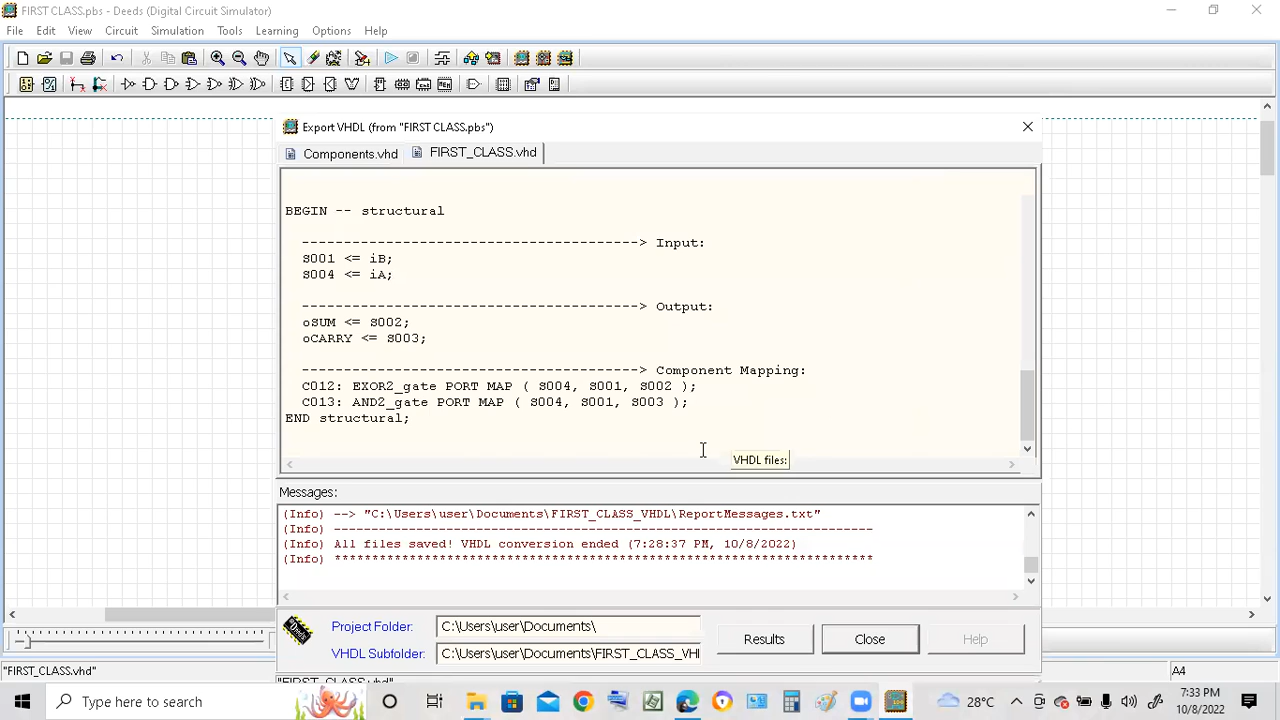 FIRST CLASS.pbs - Deeds (Digital Circuit Simulator)
File Edit View Circuit Simulation Tools Learning Options Help
Export VHDL (from "FIRST CLASS.pbs")
Components.vhd FIRST_CLASS.vhd
BEGIN -- structural
----------------------------------------> Input:
S001 <= iB;
S004 <= iA;
----------------------------------------> Output:
oSUM <= S002;
oCARRY <= S003;
----------------------------------------> Component Mapping:
C012: EXOR2_gate PORT MAP ( S004, S001, S002 );
C013: AND2_gate PORT MAP ( S004, S001, S003 );
END structural;
VHDL files:
Messages:
(Info) --> "C:\Users\user\Documents\FIRST_CLASS_VHDL\ReportMessages.txt"
(Info) ----------------------------------------------------------------
(Info) All files saved! VHDL conversion ended (7:28:37 PM, 10/8/2022)
(Info) ****************************************************************
Project Folder: C:\Users\user\Documents\
VHDL Subfolder: C:\Users\user\Documents\FIRST_CLASS_VH
Results Close Help
"FIRST_CLASS.vhd"
"FIRST_CLASS.vhd"
A4
Type here to search
28°C
7:33 PM
10/8/2022